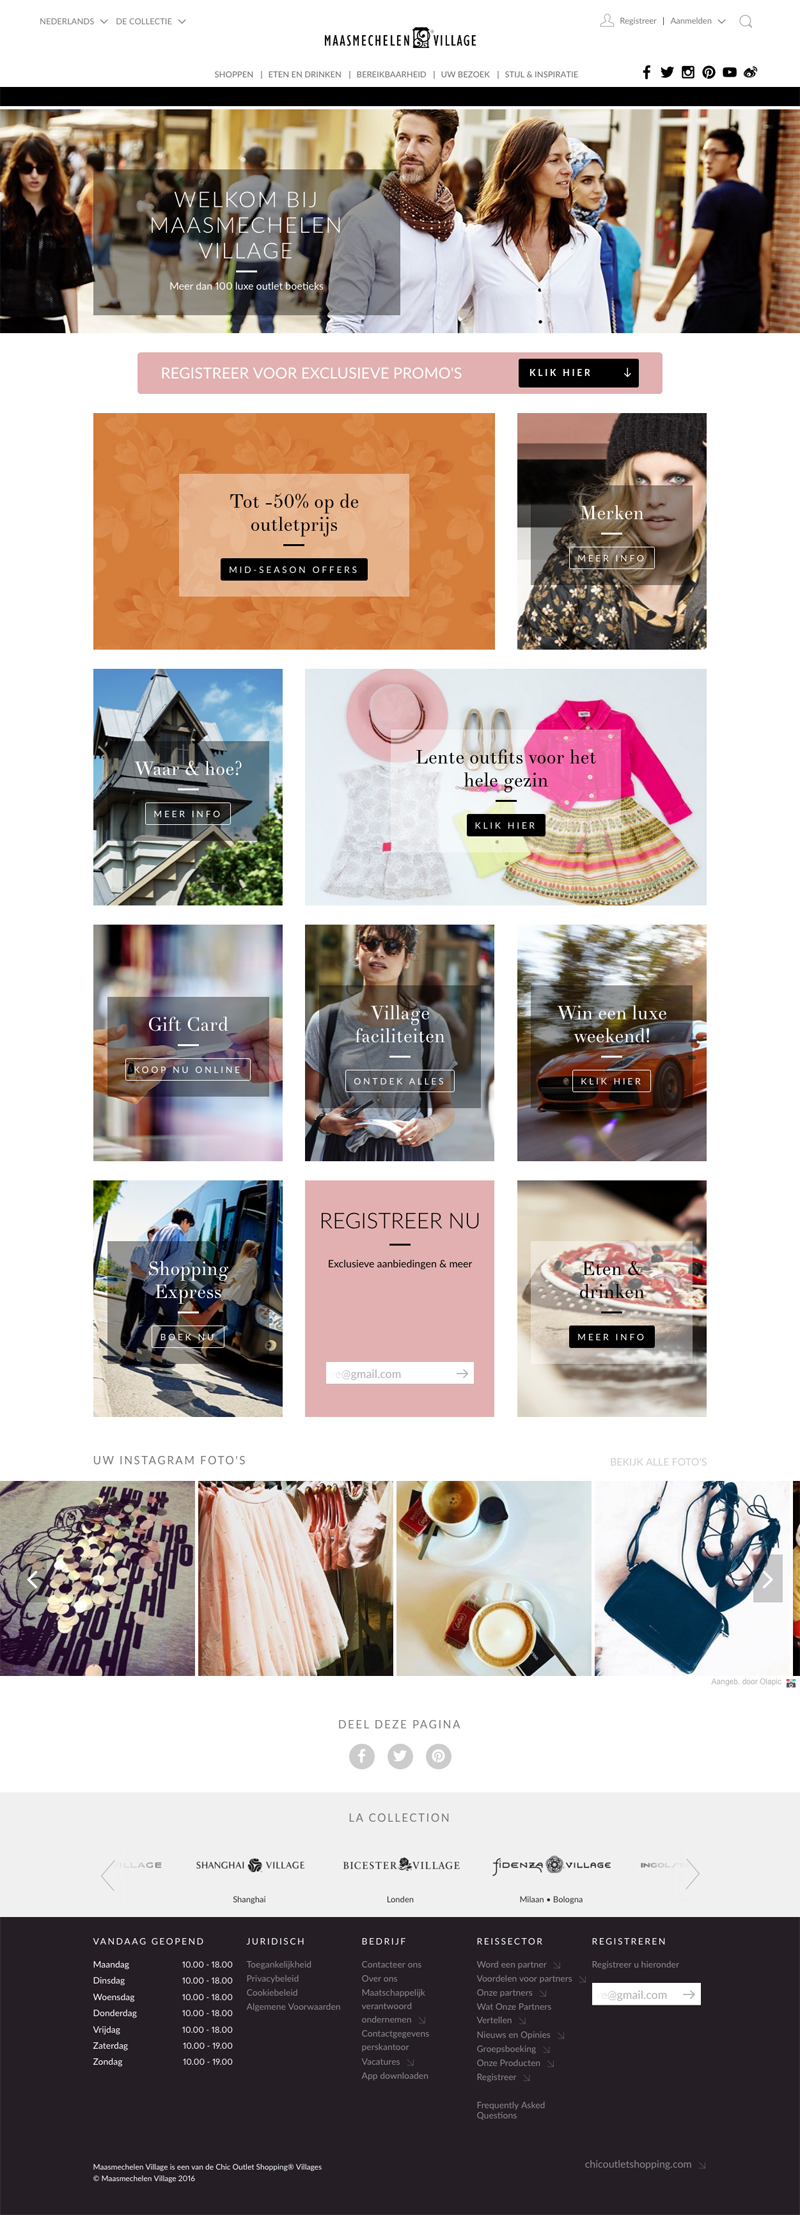 NEDERLANDS DE COLLECTIE
Registreer | Aanmelden
MAASMECHELEN VILLAGE
SHOPPEN | ETEN EN DRINKEN | BEREIKBAARHEID | UW BEZOEK | STIJL & INSPIRATIE
WELKOM BIJ
MAASMECHELEN
VILLAGE
Meer dan 100 luxe outlet boetieks
REGISTREER VOOR EXCLUSIEVE PROMO'S
KLIK HIER
Tot -50% op de
outletprijs
MID-SEASON OFFERS
Merken
MEER INFO
Waar & hoe?
MEER INFO
Lente outfits voor het
hele gezin
KLIK HIER
Gift Card
KOOP NU ONLINE
Village
faciliteiten
ONTDEK ALLES
Win een luxe
weekend!
KLIK HIER
Shopping
Express
BOEK NU
REGISTREER NU
Exclusieve aanbiedingen & meer
e@gmail.com
Eten &
drinken
MEER INFO
UW INSTAGRAM FOTO'S
BEKIJK ALLE FOTO'S
Aangeb. door Olapic
DEEL DEZE PAGINA
LA COLLECTION
SHANGHAI VILLAGE
Shanghai
BICESTER VILLAGE
Londen
FIDENZA VILLAGE
Milaan • Bologna
VANDAAG GEOPEND
Maandag 10.00 - 18.00
Dinsdag 10.00 - 18.00
Woensdag 10.00 - 18.00
Donderdag 10.00 - 18.00
Vrijdag 10.00 - 18.00
Zaterdag 10.00 - 19.00
Zondag 10.00 - 19.00
JURIDISCH
Toegankelijkheid
Privacybeleid
Cookiebeleid
Algemene Voorwaarden
BEDRIJF
Contacteer ons
Over ons
Maatschappelijk
verantwoord
ondernemen
Contactgegevens
perskantoor
Vacatures
App downloaden
REISSECTOR
Word een partner
Voordelen voor partners
Onze partners
Wat Onze Partners
Vertellen
Nieuws en Opinies
Groepsboeking
Onze Producten
Registreer
Frequently Asked
Questions
REGISTREREN
Registreer u hieronder
e@gmail.com
Maasmechelen Village is een van de Chic Outlet Shopping® Villages
© Maasmechelen Village 2016
chicoutletshopping.com